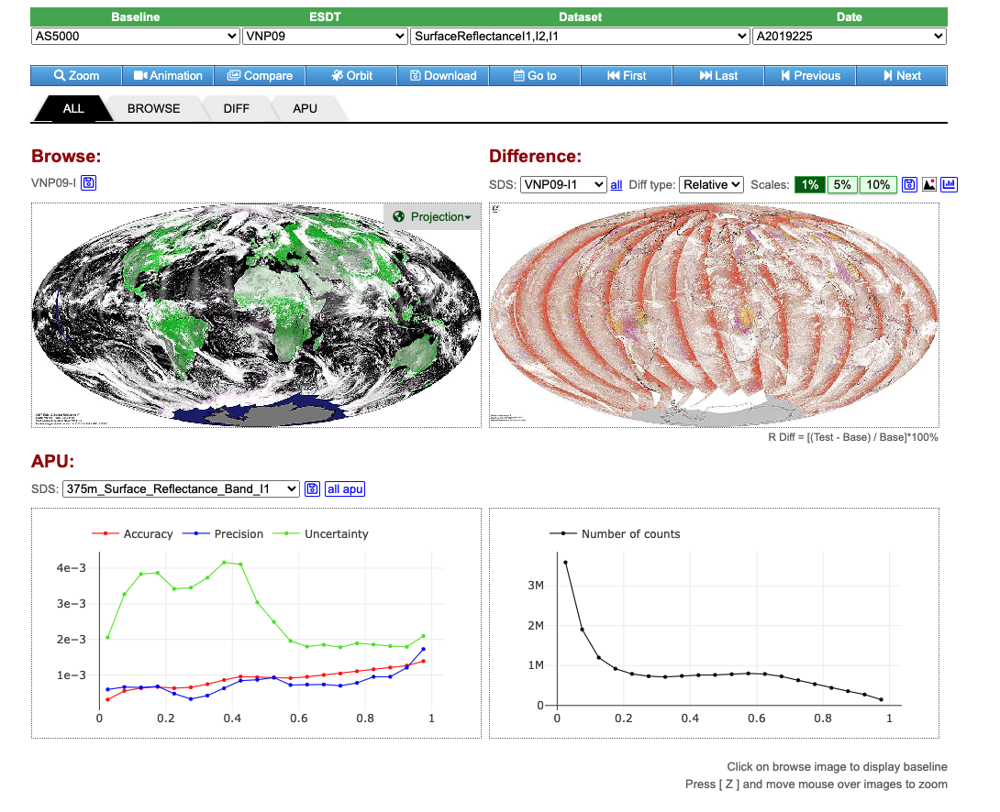 Baseline ESDT Dataset Date
AS5000 VNP09 SurfaceReflectanceI1,I2,I1 A2019225
Zoom Animation Compare Orbit Download Go to First Last Previous Next
ALL BROWSE DIFF APU
Browse: Difference:
VNP09-I SDS: VNP09-I1 all Diff type: Relative Scales: 1% 5% 10%
Projection
R Diff = [(Test - Base) / Base]*100%
APU:
SDS: 375m_Surface_Reflectance_Band_I1 all apu
Accuracy Precision Uncertainty
4e−3
3e−3
2e−3
1e−3
0 0.2 0.4 0.6 0.8 1
Number of counts
3M
2M
1M
0
0 0.2 0.4 0.6 0.8 1
Click on browse image to display baseline
Press [ Z ] and move mouse over images to zoom